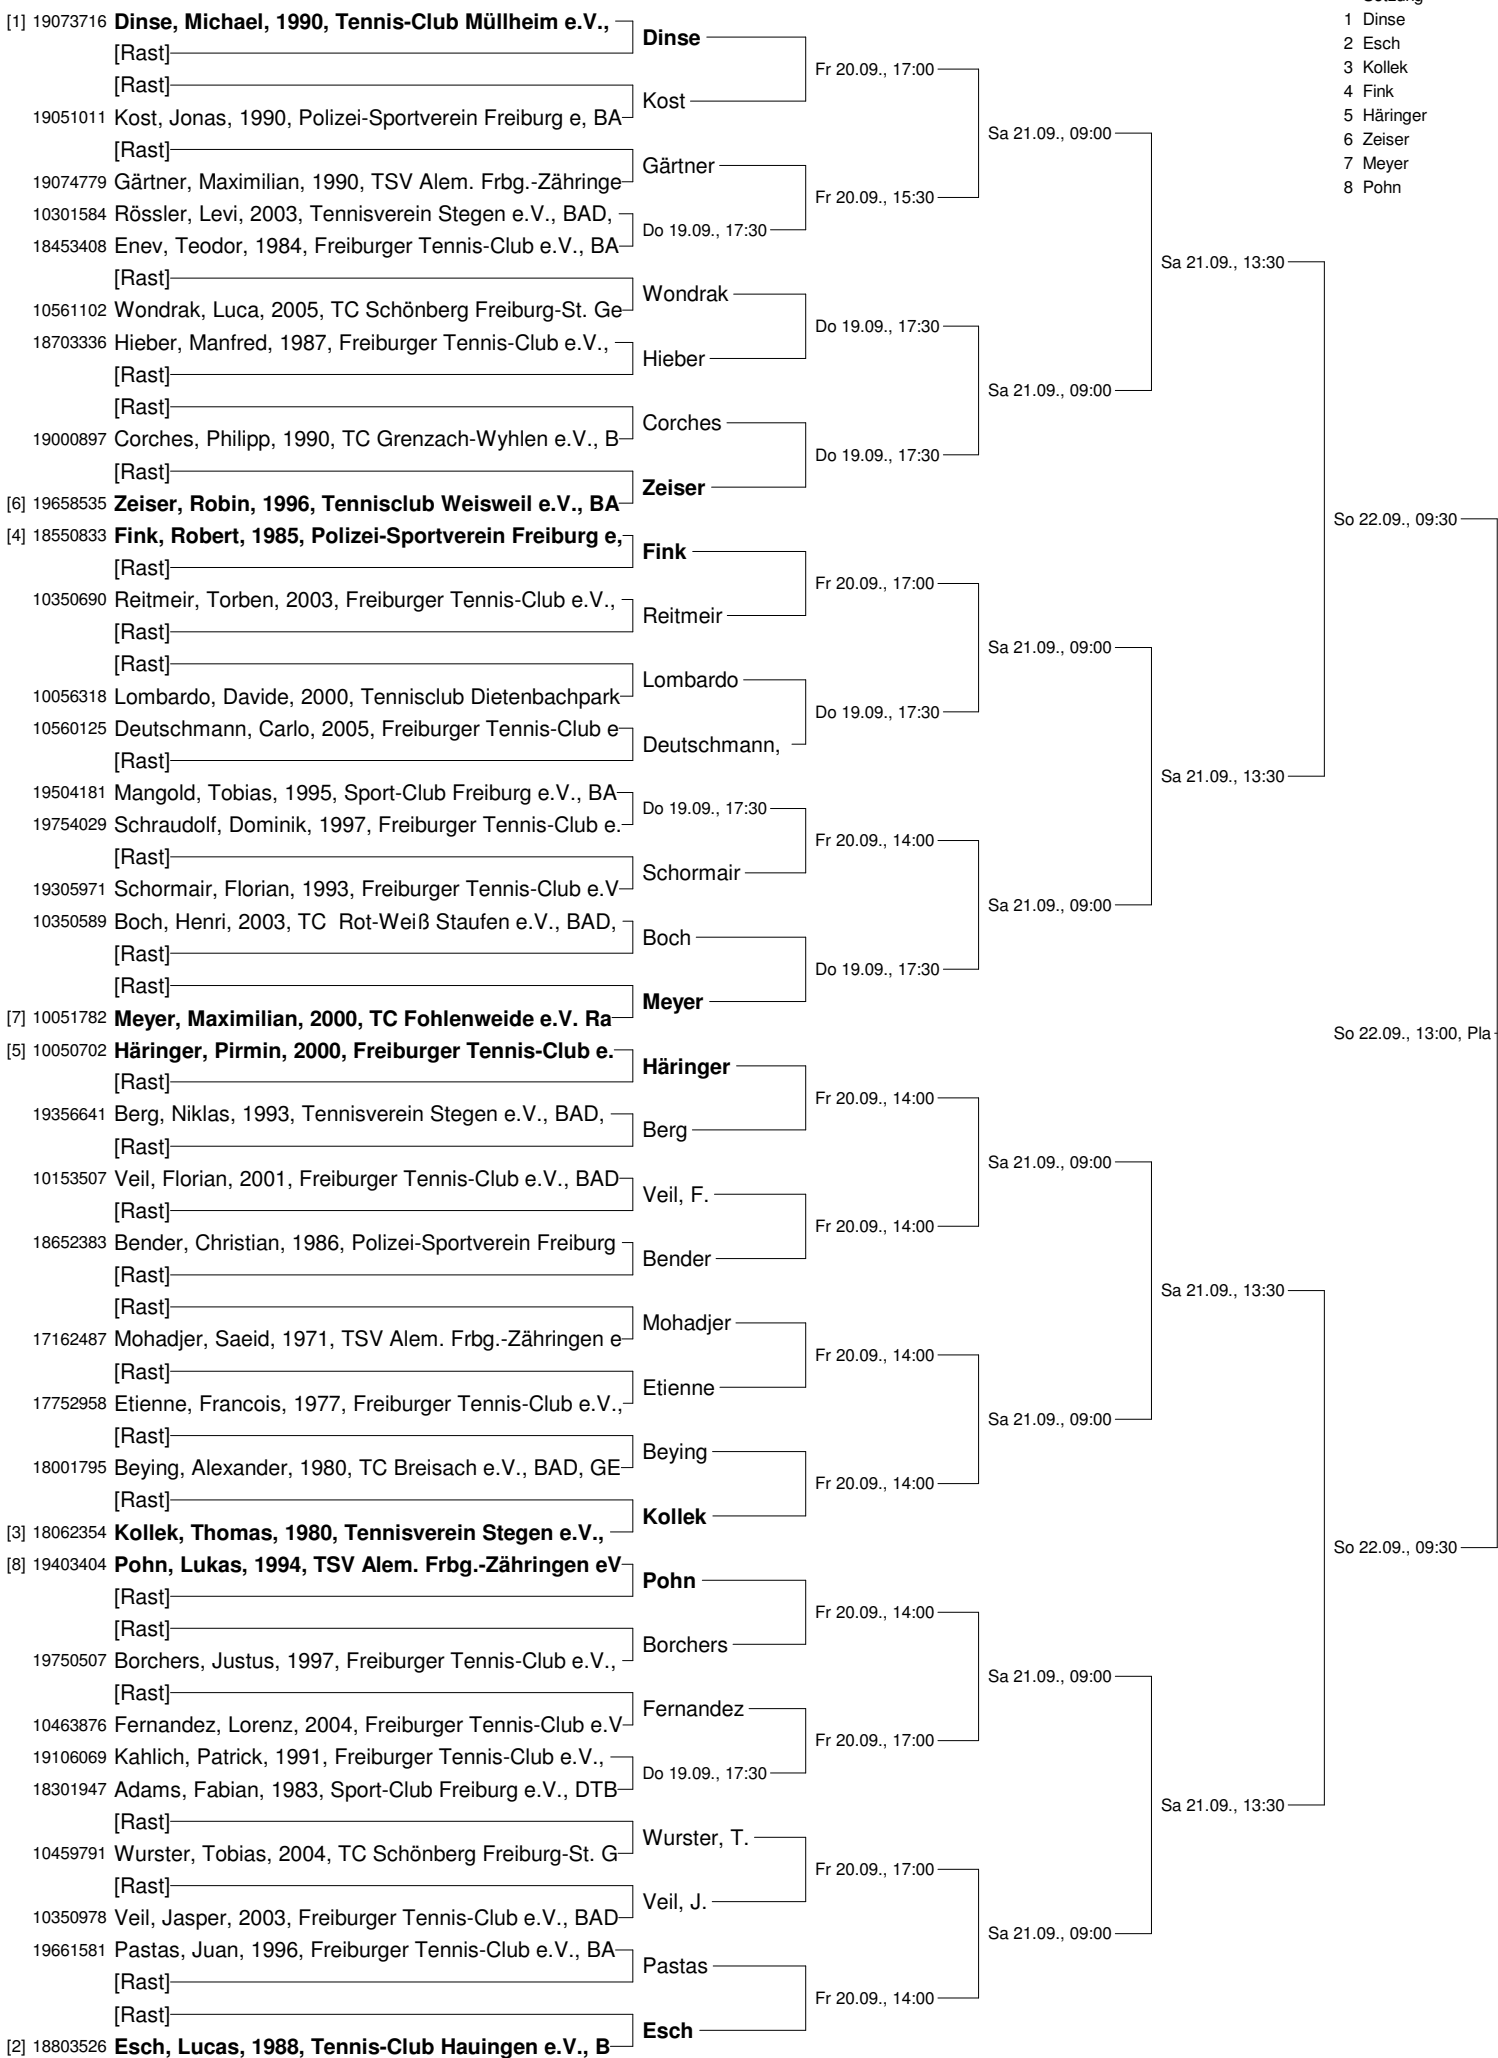 Setzung
1 Dinse
2 Esch
3 Kollek
4 Fink
5 Häringer
6 Zeiser
7 Meyer
8 Pohn
[1] 19073716 Dinse, Michael, 1990, Tennis-Club Müllheim e.V.,
[Rast]
[Rast]
19051011 Kost, Jonas, 1990, Polizei-Sportverein Freiburg e, BA
[Rast]
19074779 Gärtner, Maximilian, 1990, TSV Alem. Frbg.-Zähringe
10301584 Rössler, Levi, 2003, Tennisverein Stegen e.V., BAD,
18453408 Enev, Teodor, 1984, Freiburger Tennis-Club e.V., BA
[Rast]
10561102 Wondrak, Luca, 2005, TC Schönberg Freiburg-St. Ge
18703336 Hieber, Manfred, 1987, Freiburger Tennis-Club e.V.,
[Rast]
[Rast]
19000897 Corches, Philipp, 1990, TC Grenzach-Wyhlen e.V., B
[Rast]
[6] 19658535 Zeiser, Robin, 1996, Tennisclub Weisweil e.V., BA
[4] 18550833 Fink, Robert, 1985, Polizei-Sportverein Freiburg e,
[Rast]
10350690 Reitmeir, Torben, 2003, Freiburger Tennis-Club e.V.,
[Rast]
[Rast]
10056318 Lombardo, Davide, 2000, Tennisclub Dietenbachpark
10560125 Deutschmann, Carlo, 2005, Freiburger Tennis-Club e
[Rast]
19504181 Mangold, Tobias, 1995, Sport-Club Freiburg e.V., BA
19754029 Schraudolf, Dominik, 1997, Freiburger Tennis-Club e.
[Rast]
19305971 Schormair, Florian, 1993, Freiburger Tennis-Club e.V
10350589 Boch, Henri, 2003, TC  Rot-Weiß Staufen e.V., BAD,
[Rast]
[Rast]
[7] 10051782 Meyer, Maximilian, 2000, TC Fohlenweide e.V. Ra
[5] 10050702 Häringer, Pirmin, 2000, Freiburger Tennis-Club e.
[Rast]
19356641 Berg, Niklas, 1993, Tennisverein Stegen e.V., BAD,
[Rast]
10153507 Veil, Florian, 2001, Freiburger Tennis-Club e.V., BAD
[Rast]
18652383 Bender, Christian, 1986, Polizei-Sportverein Freiburg
[Rast]
[Rast]
17162487 Mohadjer, Saeid, 1971, TSV Alem. Frbg.-Zähringen e
[Rast]
17752958 Etienne, Francois, 1977, Freiburger Tennis-Club e.V.,
[Rast]
18001795 Beying, Alexander, 1980, TC Breisach e.V., BAD, GE
[Rast]
[3] 18062354 Kollek, Thomas, 1980, Tennisverein Stegen e.V.,
[8] 19403404 Pohn, Lukas, 1994, TSV Alem. Frbg.-Zähringen eV
[Rast]
[Rast]
19750507 Borchers, Justus, 1997, Freiburger Tennis-Club e.V.,
[Rast]
10463876 Fernandez, Lorenz, 2004, Freiburger Tennis-Club e.V
19106069 Kahlich, Patrick, 1991, Freiburger Tennis-Club e.V.,
18301947 Adams, Fabian, 1983, Sport-Club Freiburg e.V., DTB
[Rast]
10459791 Wurster, Tobias, 2004, TC Schönberg Freiburg-St. G
[Rast]
10350978 Veil, Jasper, 2003, Freiburger Tennis-Club e.V., BAD
19661581 Pastas, Juan, 1996, Freiburger Tennis-Club e.V., BA
[Rast]
[Rast]
[2] 18803526 Esch, Lucas, 1988, Tennis-Club Hauingen e.V., B
Dinse
Kost
Gärtner
Do 19.09., 17:30
Wondrak
Hieber
Corches
Zeiser
Fink
Reitmeir
Lombardo
Deutschmann,
Do 19.09., 17:30
Schormair
Boch
Meyer
Häringer
Berg
Veil, F.
Bender
Mohadjer
Etienne
Beying
Kollek
Pohn
Borchers
Fernandez
Do 19.09., 17:30
Wurster, T.
Veil, J.
Pastas
Esch
Fr 20.09., 17:00
Fr 20.09., 15:30
Do 19.09., 17:30
Do 19.09., 17:30
Fr 20.09., 17:00
Do 19.09., 17:30
Fr 20.09., 14:00
Do 19.09., 17:30
Fr 20.09., 14:00
Fr 20.09., 14:00
Fr 20.09., 14:00
Fr 20.09., 14:00
Fr 20.09., 14:00
Fr 20.09., 17:00
Fr 20.09., 17:00
Fr 20.09., 14:00
Sa 21.09., 09:00
Sa 21.09., 09:00
Sa 21.09., 09:00
Sa 21.09., 09:00
Sa 21.09., 09:00
Sa 21.09., 09:00
Sa 21.09., 09:00
Sa 21.09., 09:00
Sa 21.09., 13:30
Sa 21.09., 13:30
Sa 21.09., 13:30
Sa 21.09., 13:30
So 22.09., 09:30
So 22.09., 09:30
So 22.09., 13:00, Pla